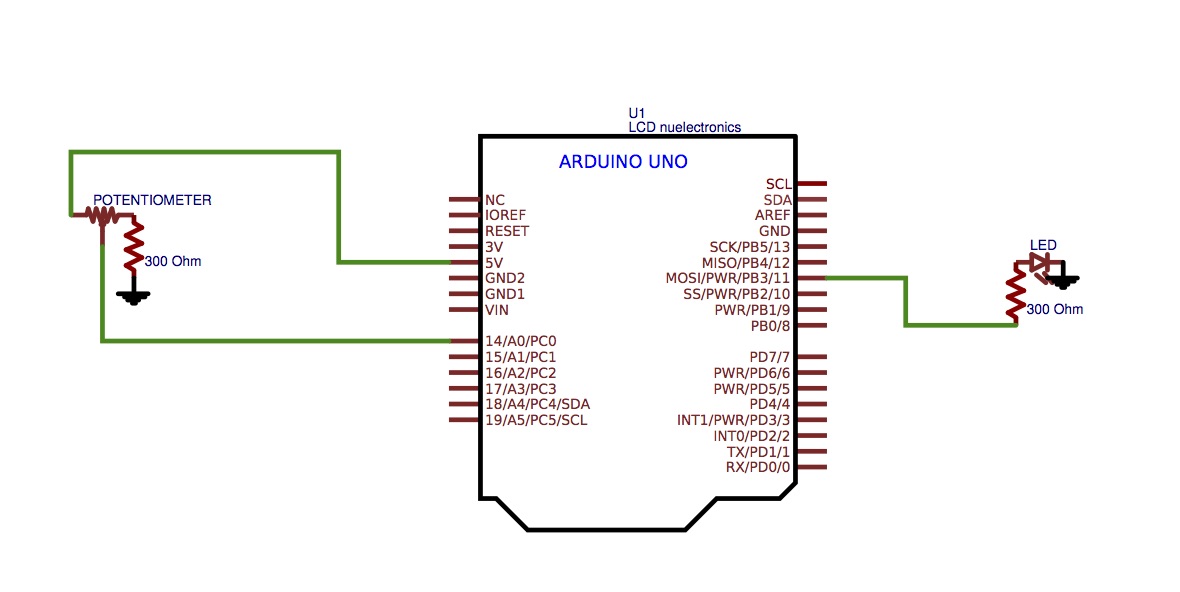 U1
LCD nuelectronics
ARDUINO UNO
POTENTIOMETER
300 Ohm
NC
IOREF
RESET
3V
5V
GND2
GND1
VIN
14/A0/PC0
15/A1/PC1
16/A2/PC2
17/A3/PC3
18/A4/PC4/SDA
19/A5/PC5/SCL
SCL
SDA
AREF
GND
SCK/PB5/13
MISO/PB4/12
MOSI/PWR/PB3/11
SS/PWR/PB2/10
PWR/PB1/9
PB0/8
PD7/7
PWR/PD6/6
PWR/PD5/5
PD4/4
INT1/PWR/PD3/3
INT0/PD2/2
TX/PD1/1
RX/PD0/0
LED
300 Ohm